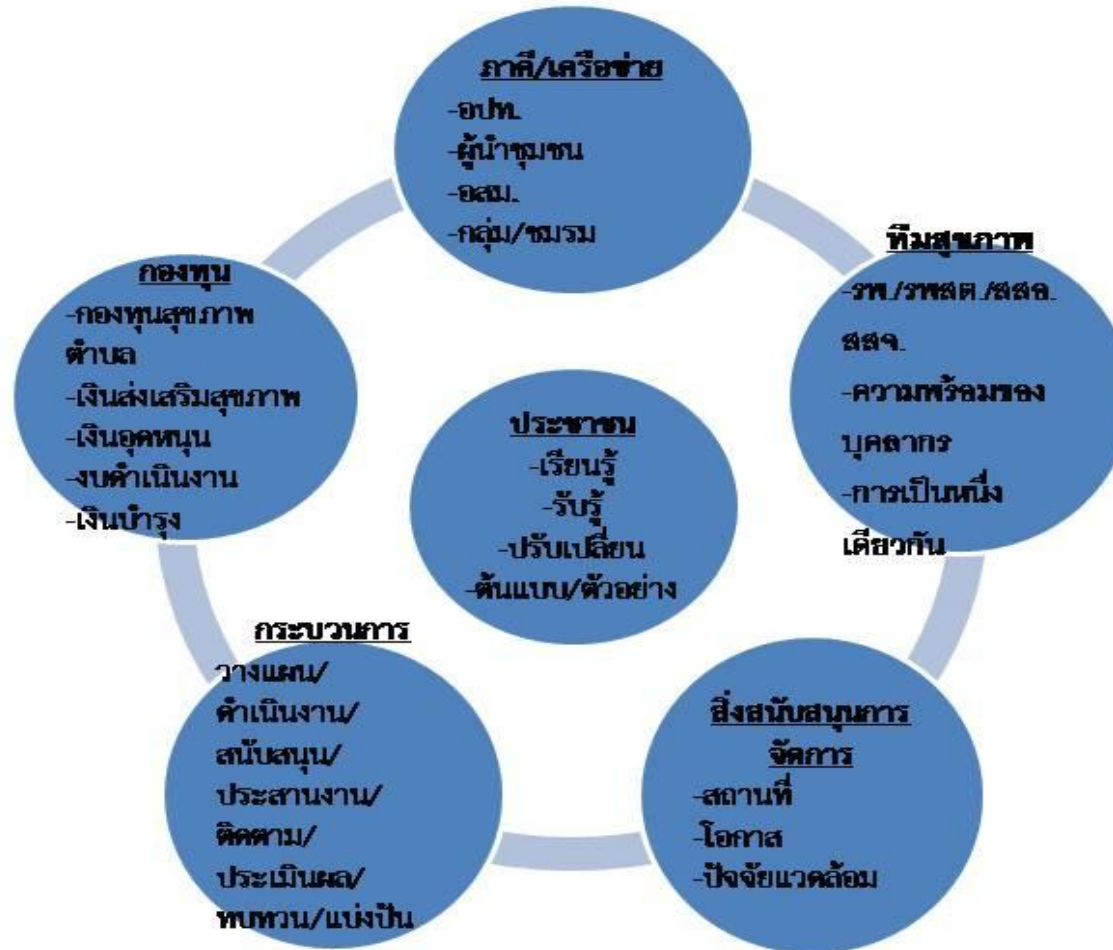 ภาคี/เครือข่าย
-อปท.
-ผู้นำชุมชน
-อสม.
-กลุ่ม/ชมรม
ทีมสุขภาพ
-รพ./รพสต./สสอ.
สสจ.
-ความพร้อมของ
บุคลากร
-การเป็นหนึ่ง
เดียวกัน
สิ่งสนับสนุนการ
จัดการ
-สถานที่
-โอกาส
-ปัจจัยแวดล้อม
กระบวนการ
วางแผน/
ดำเนินงาน/
สนับสนุน/
ประสานงาน/
ติดตาม/
ประเมินผล/
ทบทวน/แบ่งปัน
กองทุน
-กองทุนสุขภาพ
ตำบล
-เงินส่งเสริมสุขภาพ
-เงินอุดหนุน
-งบดำเนินงาน
-เงินบำรุง
ประชาชน
-เรียนรู้
-รับรู้
-ปรับเปลี่ยน
-ต้นแบบ/ตัวอย่าง